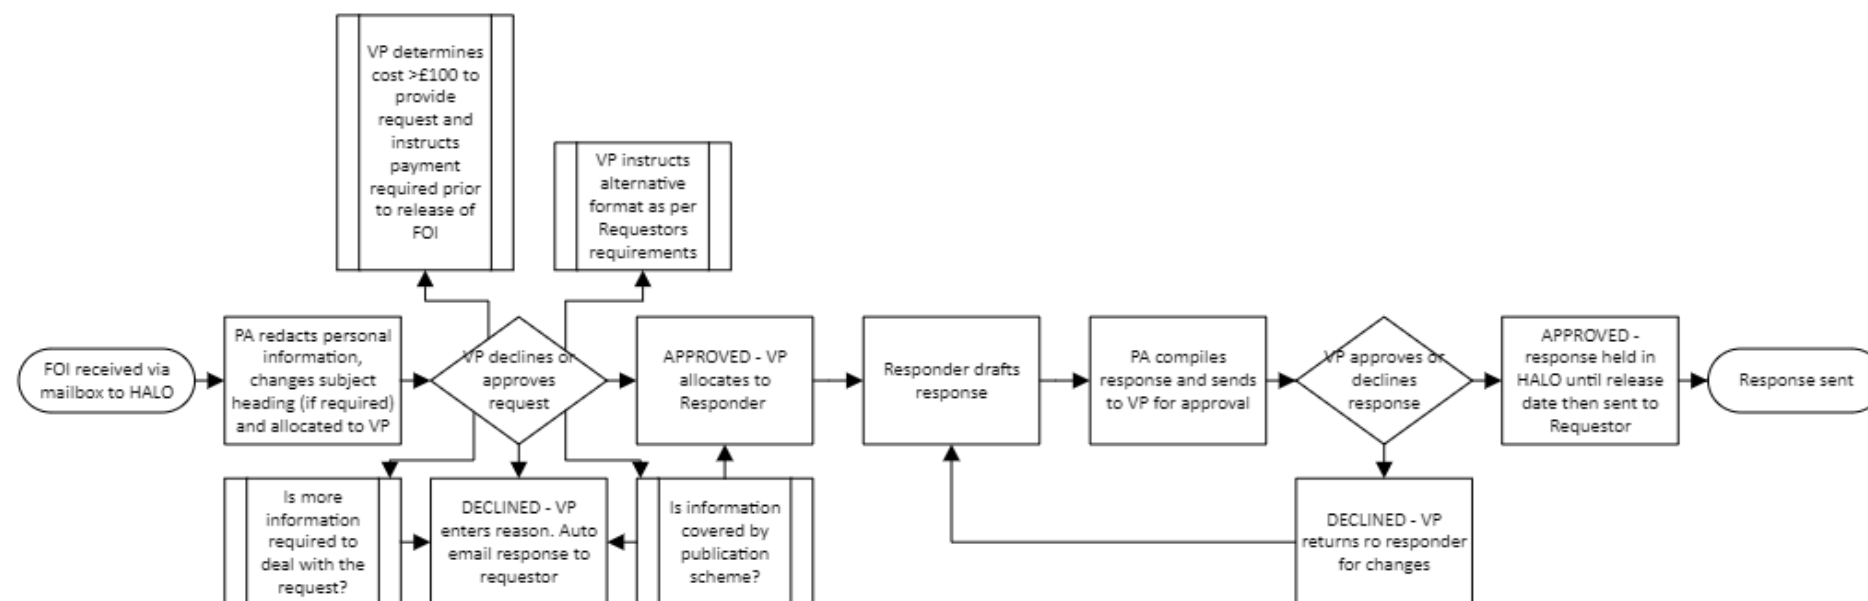 VP determines
cost >£100 to
provide
request and
instructs
payment
required prior
to release of
FOI
VP instructs
alternative
format as per
Requestors
requirements
FOI received via
mailbox to HALO
PA redacts personal
information,
changes subject
heading (if required)
and allocated to VP
VP declines or
approves
request
APPROVED - VP
allocates to
Responder
Responder drafts
response
PA compiles
response and sends
to VP for approval
VP approves or
declines
response
APPROVED -
response held in
HALO until release
date then sent to
Requestor
Response sent
Is more
information
required to
deal with the
request?
DECLINED - VP
enters reason. Auto
email response to
requestor
Is information
covered by
publication
scheme?
DECLINED - VP
returns ro responder
for changes